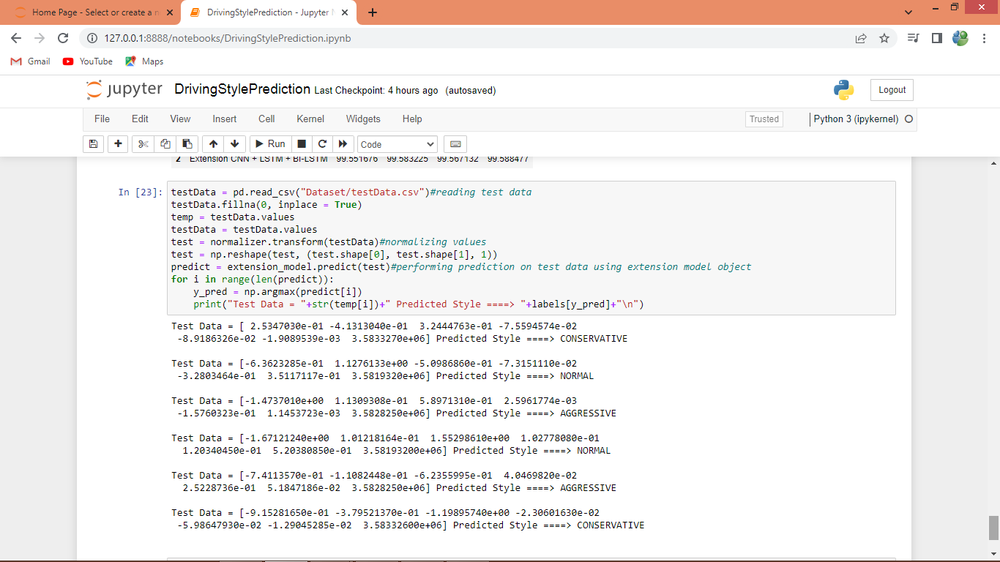 Home Page - Select or create a n
DrivingStylePrediction - Jupyter N
127.0.0.1:8888/notebooks/DrivingStylePrediction.ipynb
Gmail YouTube Maps
jupyter DrivingStylePrediction Last Checkpoint: 4 hours ago (autosaved)
Logout
File Edit View Insert Cell Kernel Widgets Help
Trusted Python 3 (ipykernel)
Run Code
2 Extension CNN + LSTM + BI-LSTM 99.551676 99.583225 99.567132 99.588477
In [23]: testData = pd.read_csv("Dataset/testData.csv")#reading test data
testData.fillna(0, inplace = True)
temp = testData.values
testData = testData.values
test = normalizer.transform(testData)#normalizing values
test = np.reshape(test, (test.shape[0], test.shape[1], 1))
predict = extension_model.predict(test)#performing prediction on test data using extension model object
for i in range(len(predict)):
    y_pred = np.argmax(predict[i])
    print("Test Data = "+str(temp[i])+" Predicted Style ====> "+labels[y_pred]+"\n")
Test Data = [ 2.5347030e-01 -4.1313040e-01  3.2444763e-01 -7.5594574e-02
 -8.9186326e-02 -1.9089539e-03  3.5833270e+06] Predicted Style ====> CONSERVATIVE
Test Data = [-6.3623285e-01  1.1276133e+00 -5.0986860e-01 -7.3151110e-02
 -3.2803464e-01  3.5117117e-01  3.5819320e+06] Predicted Style ====> NORMAL
Test Data = [-1.4737010e+00  1.1309308e-01  5.8971310e-01  2.5961774e-03
 -1.5760323e-01  1.1453723e-03  3.5828250e+06] Predicted Style ====> AGGRESSIVE
Test Data = [-1.67121240e+00  1.01218164e-01  1.55298610e+00  1.02778080e-01
  1.20340450e-01  5.20380850e-01  3.58193200e+06] Predicted Style ====> NORMAL
Test Data = [-7.4113570e-01 -1.1082448e-01 -6.2355995e-01  4.0469820e-02
  2.5228736e-01  5.1847186e-02  3.5828250e+06] Predicted Style ====> AGGRESSIVE
Test Data = [-9.15281650e-01 -3.79521370e-01 -1.19895740e+00 -2.30601630e-02
 -5.98647930e-02 -1.29045285e-02  3.58332600e+06] Predicted Style ====> CONSERVATIVE